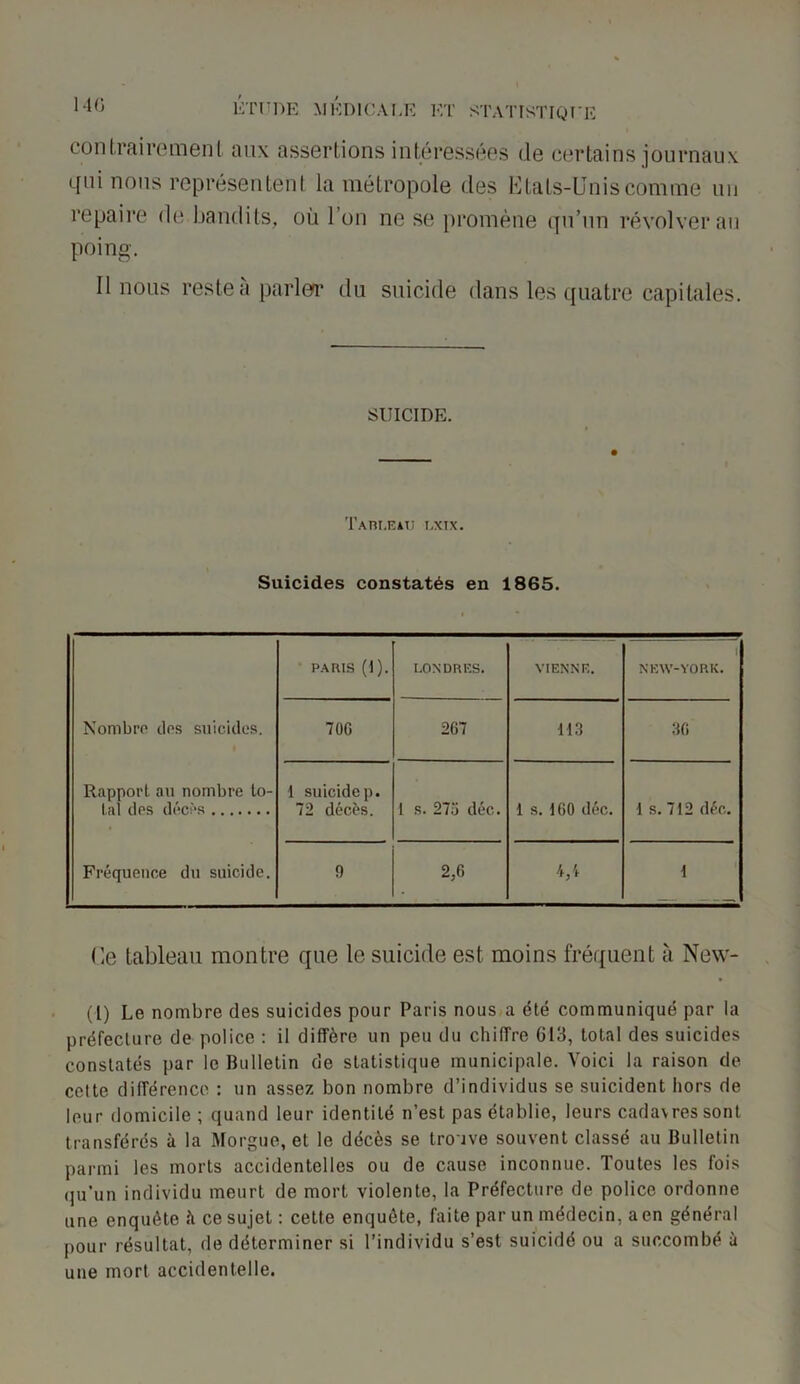 146 ÉTUDE MÉDICALE ET STATISTIQUE
contrairement aux assertions intéressées de certains journaux
qui nous représentent la métropole des Etats-Unis comme un
repaire de bandits, où l'on ne se promène qu'un révolver au
poing.
Il nous reste à parler du suicide dans les quatre capitales.
SUICIDE.
TABLEAU LXIX.
Suicides constatés en 1865.
PARIS (1). LONDRES. VIENNE. NEW-YORK.
Nombre des suicides. 706 267 113 36
Rapport au nombre to- 1 suicide p.
tal des décès ....... 72 décès. 1 s. 275 déc. 1 s. 160 déc. 1 s. 712 déc.
Fréquence du suicide. 9 2,6 4,4 1
Ce tableau montre que le suicide est moins fréquent à New-
(1) Le nombre des suicides pour Paris nous a été communiqué par la
préfecture de police : il diffère un peu du chiffre 613, total des suicides
constatés par le Bulletin de statistique municipale. Voici la raison de
cette différence : un assez bon nombre d'individus se suicident hors de
leur domicile ; quand leur identité n'est pas établie, leurs cadavres sont
transférés à la Morgue, et le décès se trouve souvent classé au Bulletin
parmi les morts accidentelles ou de cause inconnue. Toutes les fois
qu'un individu meurt de mort violente, la Préfecture de police ordonne
une enquête à ce sujet : cette enquête, faite par un médecin, a en général
pour résultat, de déterminer si l'individu s'est suicidé ou a succombé à
une mort accidentelle.